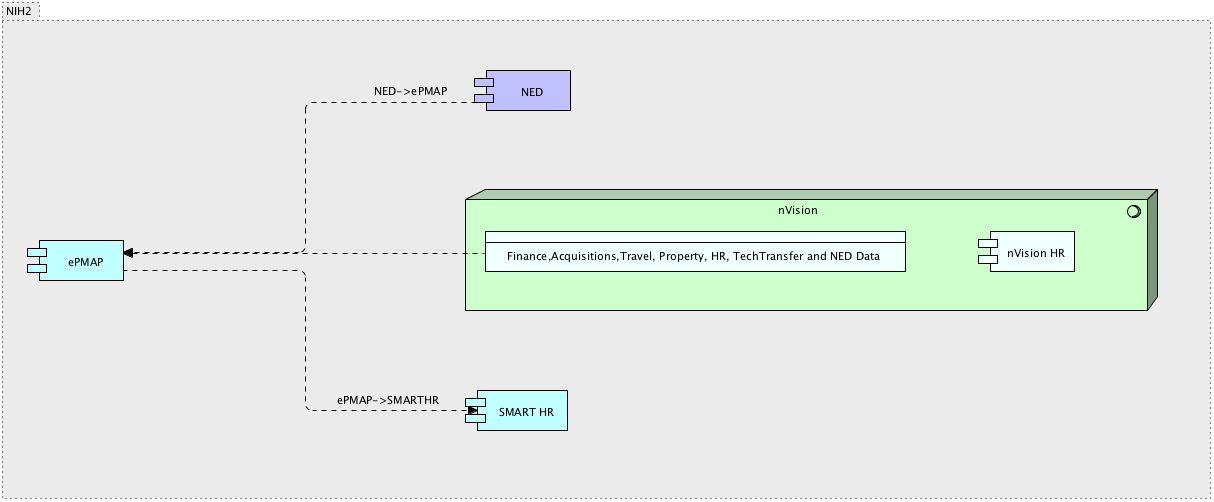 NIH2
NED->ePMAP
NED
nVision
ePMAP
Finance,Acquisitions,Travel, Property, HR, TechTransfer and NED Data
nVision HR
ePMAP->SMARTHR
SMART HR